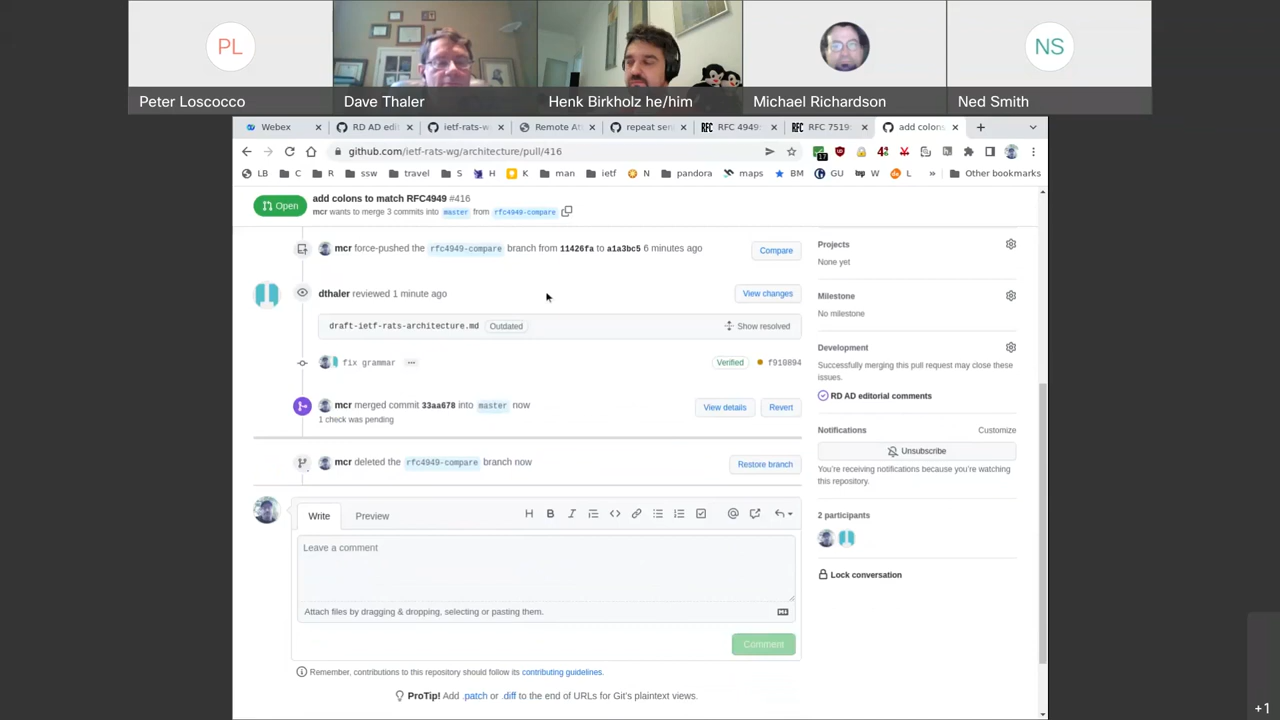 PL
NS
Peter Loscocco
Dave Thaler
Henk Birkholz he/him
Michael Richardson
Ned Smith
Webex
RD AD edi
ietf-rats-w
Remote At
repeat sen
RFC 4949
RFC 7519
add colons
github.com/ietf-rats-wg/architecture/pull/416
17
LB C R ssw travel S H K man ietf N pandora maps BM GU W L » Other bookmarks
Open
add colons to match RFC4949 #416
mcr wants to merge 3 commits into master from rfc4949-compare
mcr force-pushed the rfc4949-compare branch from 11426fa to a1a3bc5 6 minutes ago
Compare
dthaler reviewed 1 minute ago
View changes
draft-ietf-rats-architecture.md Outdated
Show resolved
fix grammar ...
Verified
f910894
mcr merged commit 33aa678 into master now
1 check was pending
View details
Revert
mcr deleted the rfc4949-compare branch now
Restore branch
Write
Preview
H B I
Leave a comment
Attach files by dragging & dropping, selecting or pasting them.
Comment
Remember, contributions to this repository should follow its contributing guidelines.
ProTip! Add .patch or .diff to the end of URLs for Git's plaintext views.
Projects
None yet
Milestone
No milestone
Development
Successfully merging this pull request may close these
issues.
RD AD editorial comments
Notifications
Customize
Unsubscribe
You're receiving notifications because you're watching
this repository.
2 participants
Lock conversation
+1